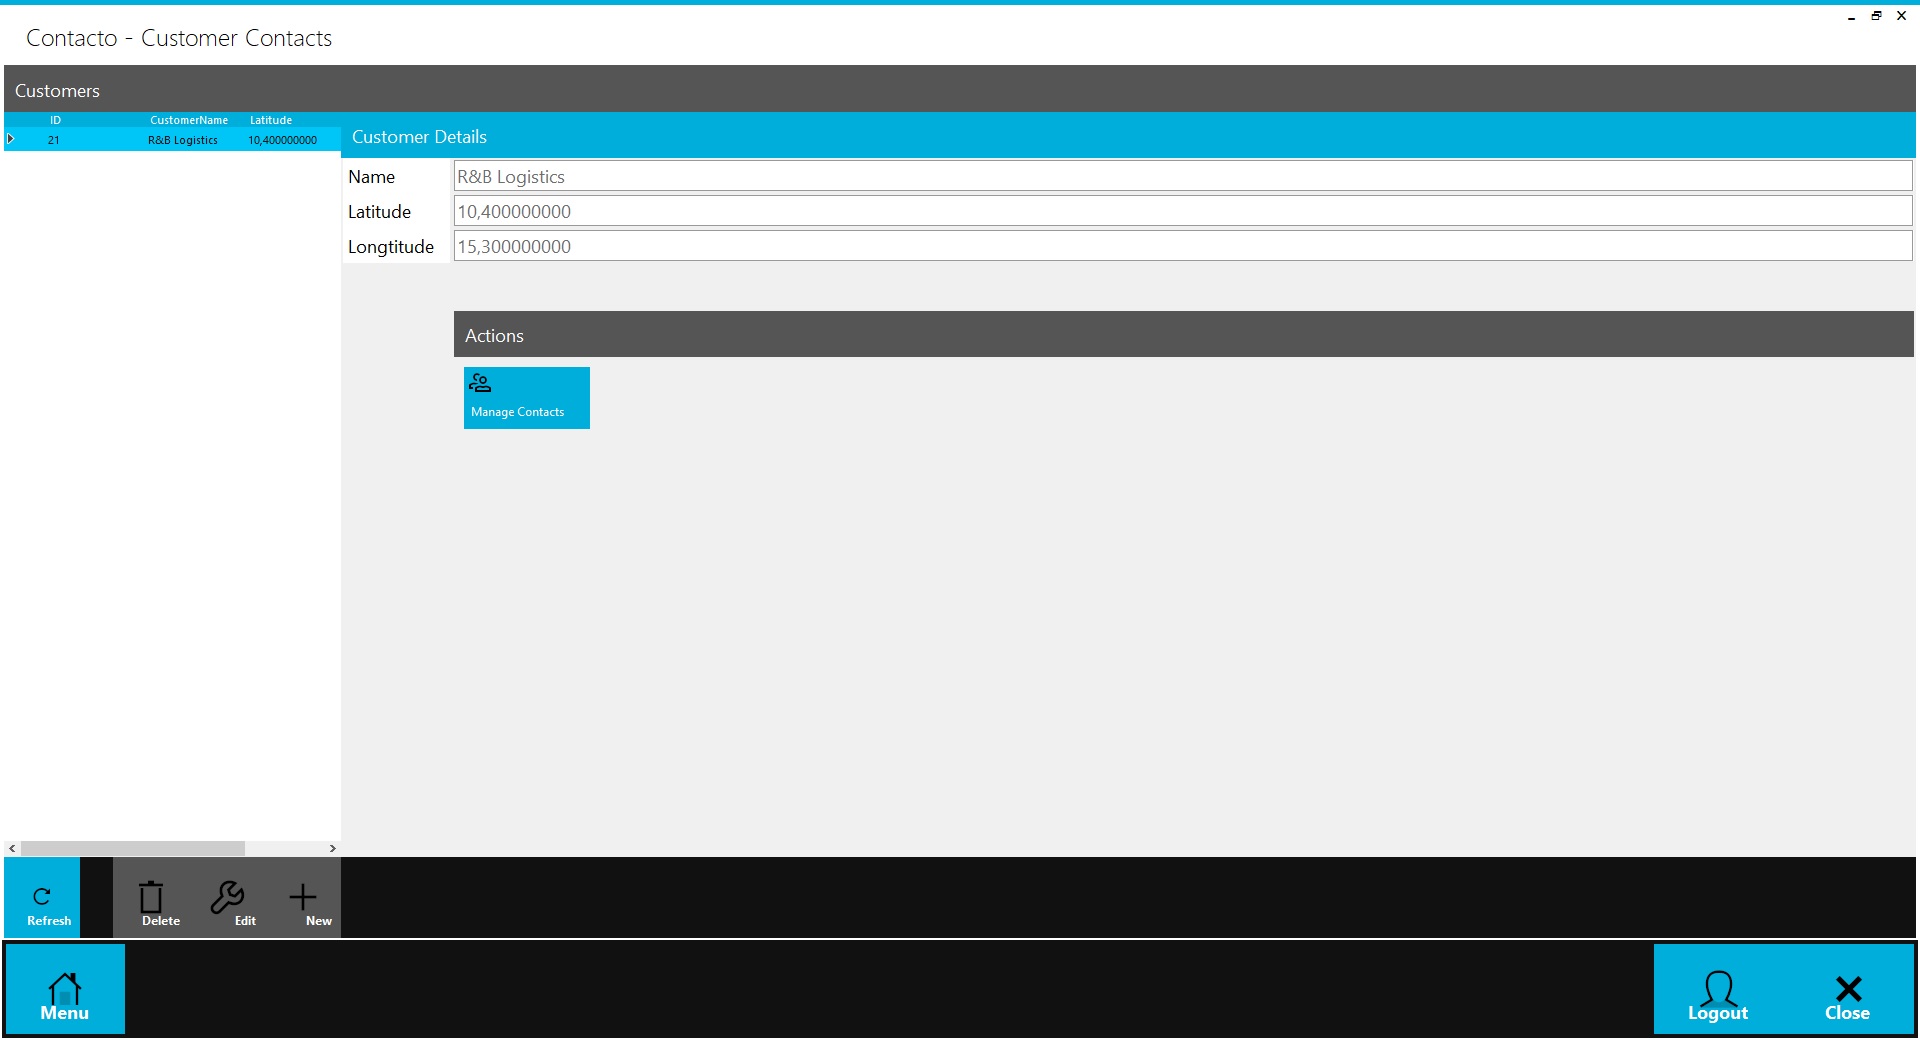 Contacto - Customer Contacts
Customers
ID CustomerName Latitude
21 R&B Logistics 10,400000000
Customer Details
Name R&B Logistics
Latitude 10,400000000
Longtitude 15,300000000
Actions
Manage Contacts
Refresh Delete Edit New
Menu Logout Close